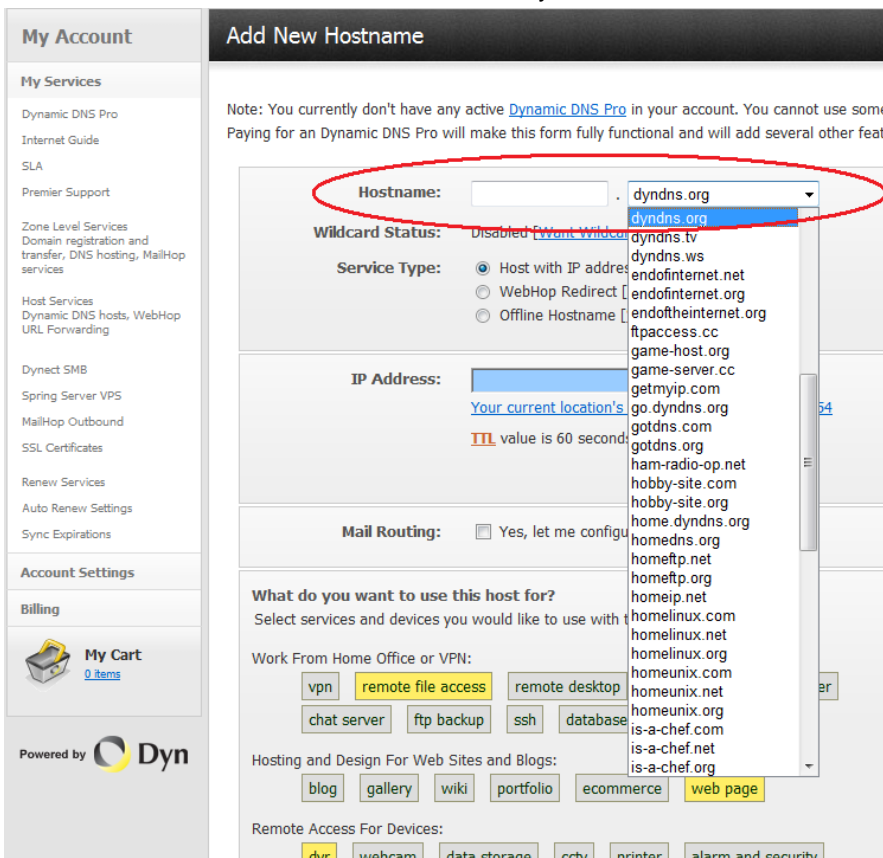 My Account
My Services
Dynamic DNS Pro
Internet Guide
SLA
Premier Support
Zone Level Services
Domain registration and
transfer, DNS hosting, MailHop
services
Host Services
Dynamic DNS hosts, WebHop
URL Forwarding
Dynect SMB
Spring Server VPS
MailHop Outbound
SSL Certificates
Renew Services
Auto Renew Settings
Sync Expirations
Account Settings
Billing
My Cart
0 items
Powered by Dyn
Add New Hostname
Note: You currently don't have any active Dynamic DNS Pro in your account. You cannot use some
Paying for an Dynamic DNS Pro will make this form fully functional and will add several other feat
Hostname: . dyndns.org
Wildcard Status: Disabled [Want Wildcar
Service Type: Host with IP addres
WebHop Redirect [
Offline Hostname [
IP Address:
Your current location's 54
TTL value is 60 seconds
Mail Routing: Yes, let me configu
dyndns.org
dyndns.tv
dyndns.ws
endofinternet.net
endofinternet.org
endoftheinternet.org
ftpaccess.cc
game-host.org
game-server.cc
getmyip.com
go.dyndns.org
gotdns.com
gotdns.org
ham-radio-op.net
hobby-site.com
hobby-site.org
home.dyndns.org
homedns.org
homeftp.net
homeftp.org
homeip.net
homelinux.com
homelinux.net
homelinux.org
homeunix.com
homeunix.net
homeunix.org
is-a-chef.com
is-a-chef.net
is-a-chef.org
What do you want to use this host for?
Select services and devices you would like to use with t
Work From Home Office or VPN:
vpn remote file access remote desktop er
chat server ftp backup ssh database
Hosting and Design For Web Sites and Blogs:
blog gallery wiki portfolio ecommerce web page
Remote Access For Devices:
dvr webcam data storage cctv printer alarm and security